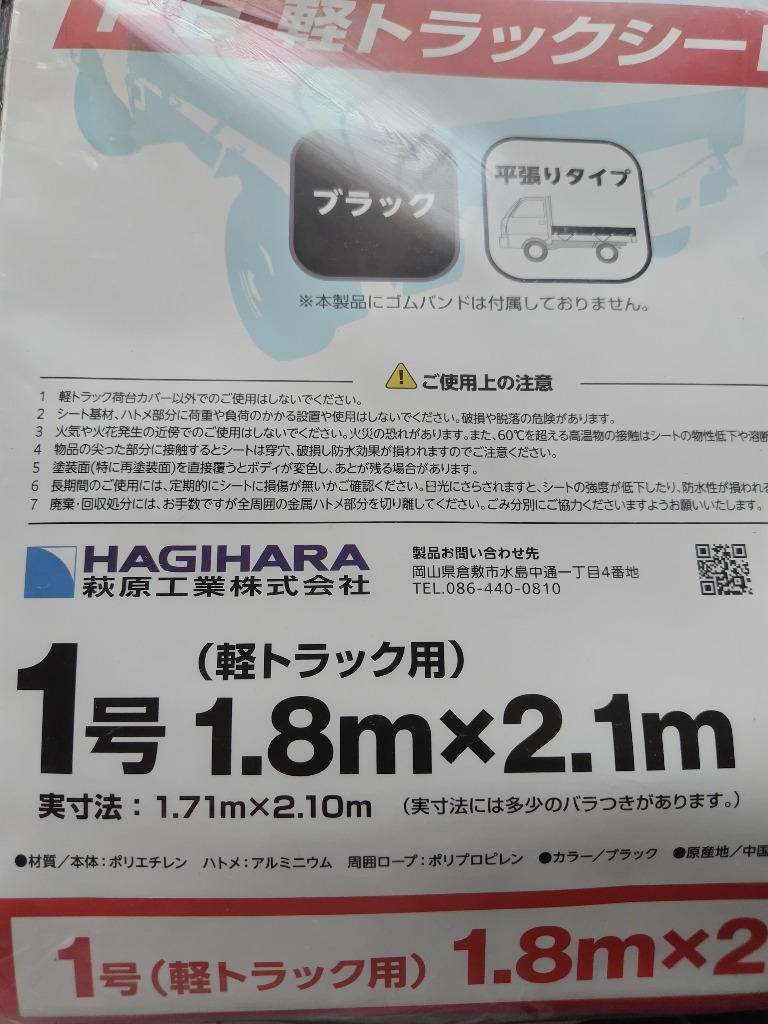 軽トラックシー
ブラック
平張りタイプ
※本製品にゴムバンドは付属しておりません。
ご使用上の注意
1 軽トラック荷台カバー以外でのご使用はしないでください。
2 シート基材、ハトメ部分に荷重や負荷のかかる設置や使用はしないでください。破損や脱落の危険があります。
3 火気や火花発生の近傍でのご使用はしないでください。火災の恐れがあります。また、60℃を超える高温物の接触はシートの物性低下や溶断
4 物品の尖った部分に接触するとシートは穿穴、破損し防水効果が損われますのでご注意ください。
5 塗装面(特に再塗装面)を直接覆うとボディが変色し、あとが残る場合があります。
6 長期間のご使用には、定期的にシートに損傷が無いかご確認ください。日光にさらされますと、シートの強度が低下したり、防水性が損われる
7 廃棄・回収処分には、お手数ですが全周囲の金属ハトメ部分を切り離してください。ごみ分別にご協力くださいますようお願いいたします。
HAGIHARA
萩原工業株式会社
製品お問い合わせ先
岡山県倉敷市水島中通一丁目4番地
TEL.086-440-0810
(軽トラック用)
1号 1.8m×2.1m
実寸法：1.71m×2.10m (実寸法には多少のバラつきがあります。)
●材質/本体：ポリエチレン ハトメ：アルミニウム 周囲ロープ：ポリプロピレン ●カラー/ブラック ●原産地/中国
1号(軽トラック用) 1.8m×2